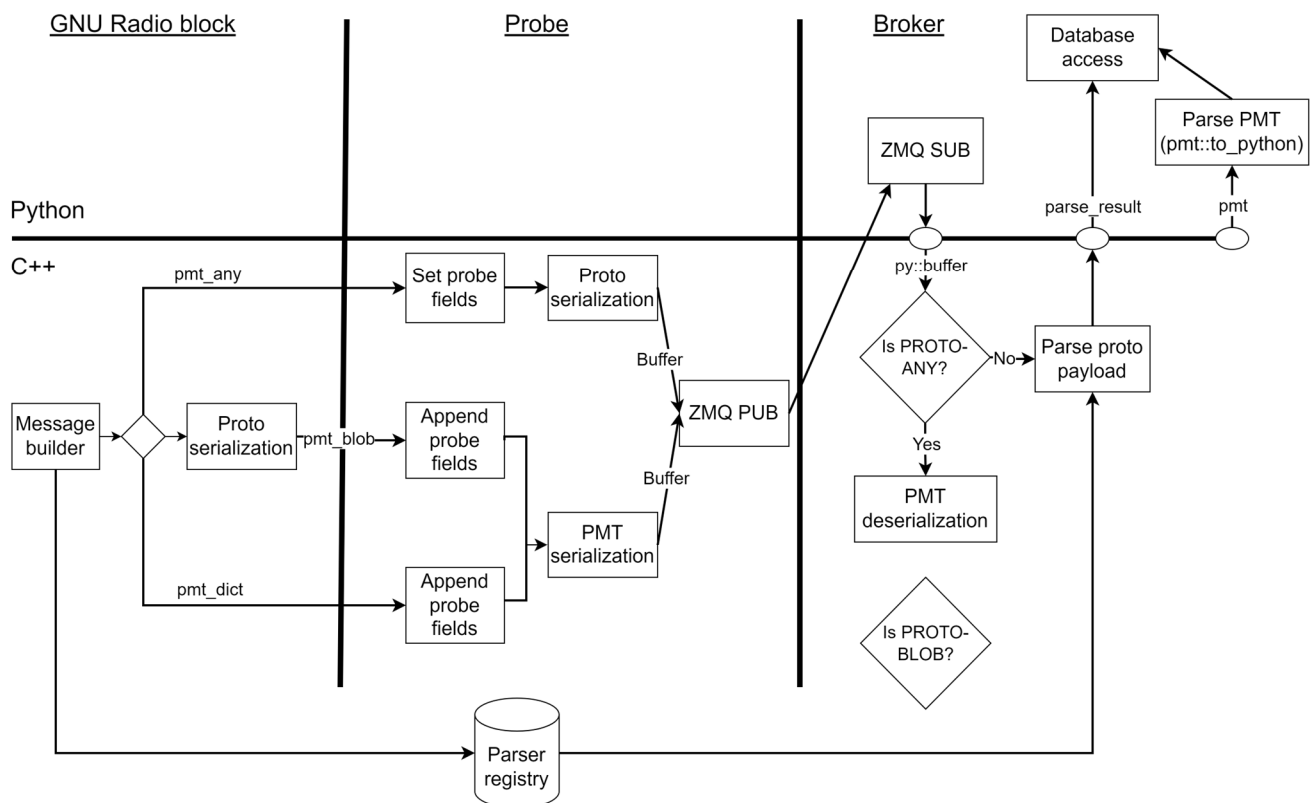 GNU Radio block
Probe
Broker
Database
access
Parse PMT
(pmt::to_python)
ZMQ SUB
Python
parse_result
pmt
C++
pmt_any
Set probe
fields
Proto
serialization
py::buffer
Buffer
Is PROTO-
ANY?
No
Parse proto
payload
Message
builder
Proto
serialization
pmt_blob
Append
probe
fields
ZMQ PUB
Yes
Buffer
PMT
deserialization
PMT
serialization
pmt_dict
Append
probe
fields
Is PROTO-
BLOB?
Parser
registry